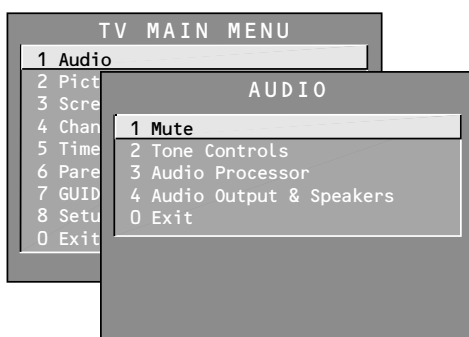 TV MAIN MENU
1 Audio
2 Pict
3 Scre
4 Chan
5 Time
6 Pare
7 GUID
8 Setu
0 Exit
AUDIO
1 Mute
2 Tone Controls
3 Audio Processor
4 Audio Output & Speakers
0 Exit